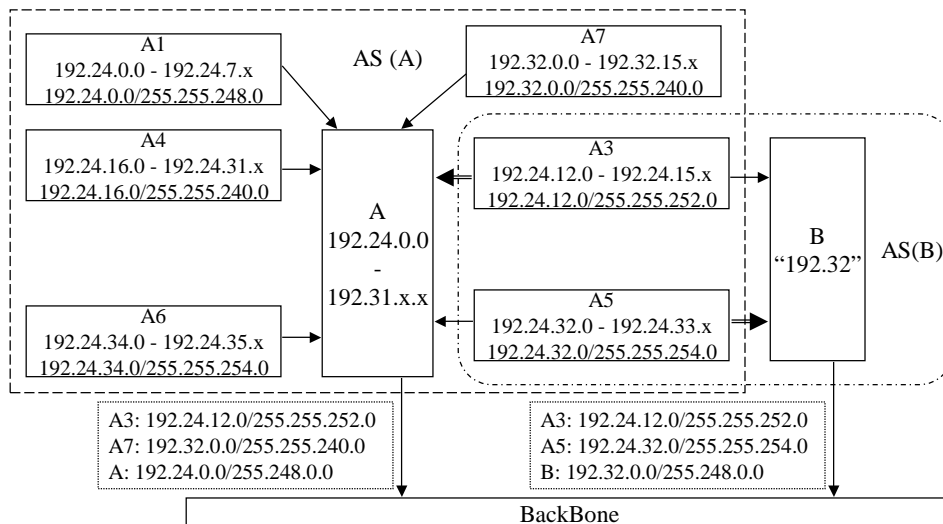 A1
192.24.0.0 - 192.24.7.x
192.24.0.0/255.255.248.0
AS (A)
A7
192.32.0.0 - 192.32.15.x
192.32.0.0/255.255.240.0
A4
192.24.16.0 - 192.24.31.x
192.24.16.0/255.255.240.0
A3
192.24.12.0 - 192.24.15.x
192.24.12.0/255.255.252.0
A
192.24.0.0
-
192.31.x.x
B
“192.32”
AS(B)
A6
192.24.34.0 - 192.24.35.x
192.24.34.0/255.255.254.0
A5
192.24.32.0 - 192.24.33.x
192.24.32.0/255.255.254.0
A3: 192.24.12.0/255.255.252.0
A7: 192.32.0.0/255.255.240.0
A: 192.24.0.0/255.248.0.0
A3: 192.24.12.0/255.255.252.0
A5: 192.24.32.0/255.255.254.0
B: 192.32.0.0/255.248.0.0
BackBone